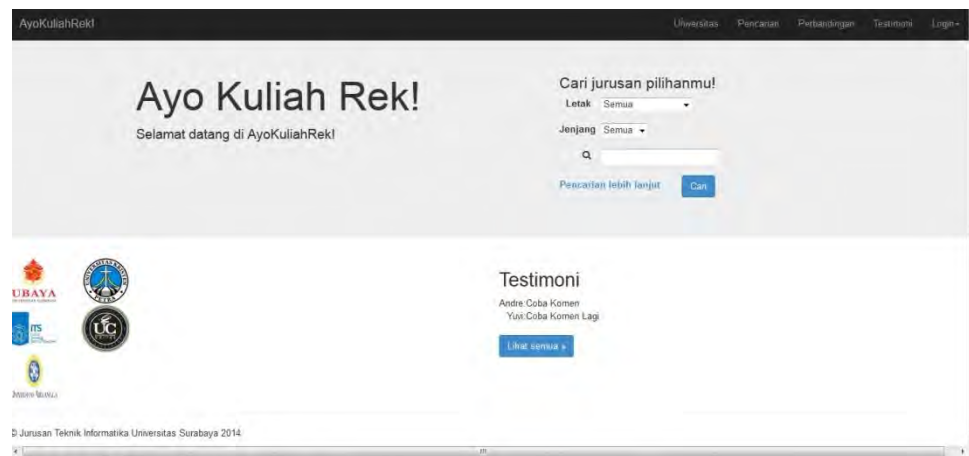 AyoKuliahRek!
Universitas Pencarian Perbandingan Testimoni Login
Ayo Kuliah Rek!
Selamat datang di AyoKuliahRek!
Cari jurusan pilihanmu!
Letak Semua
Jenjang Semua
Pencarian lebih lanjut Cari
UBAYA
ITS
UC
Testimoni
Andre:Coba Komen
Yuvi:Coba Komen Lagi
Lihat semua »
© Jurusan Teknik Informatika Universitas Surabaya 2014